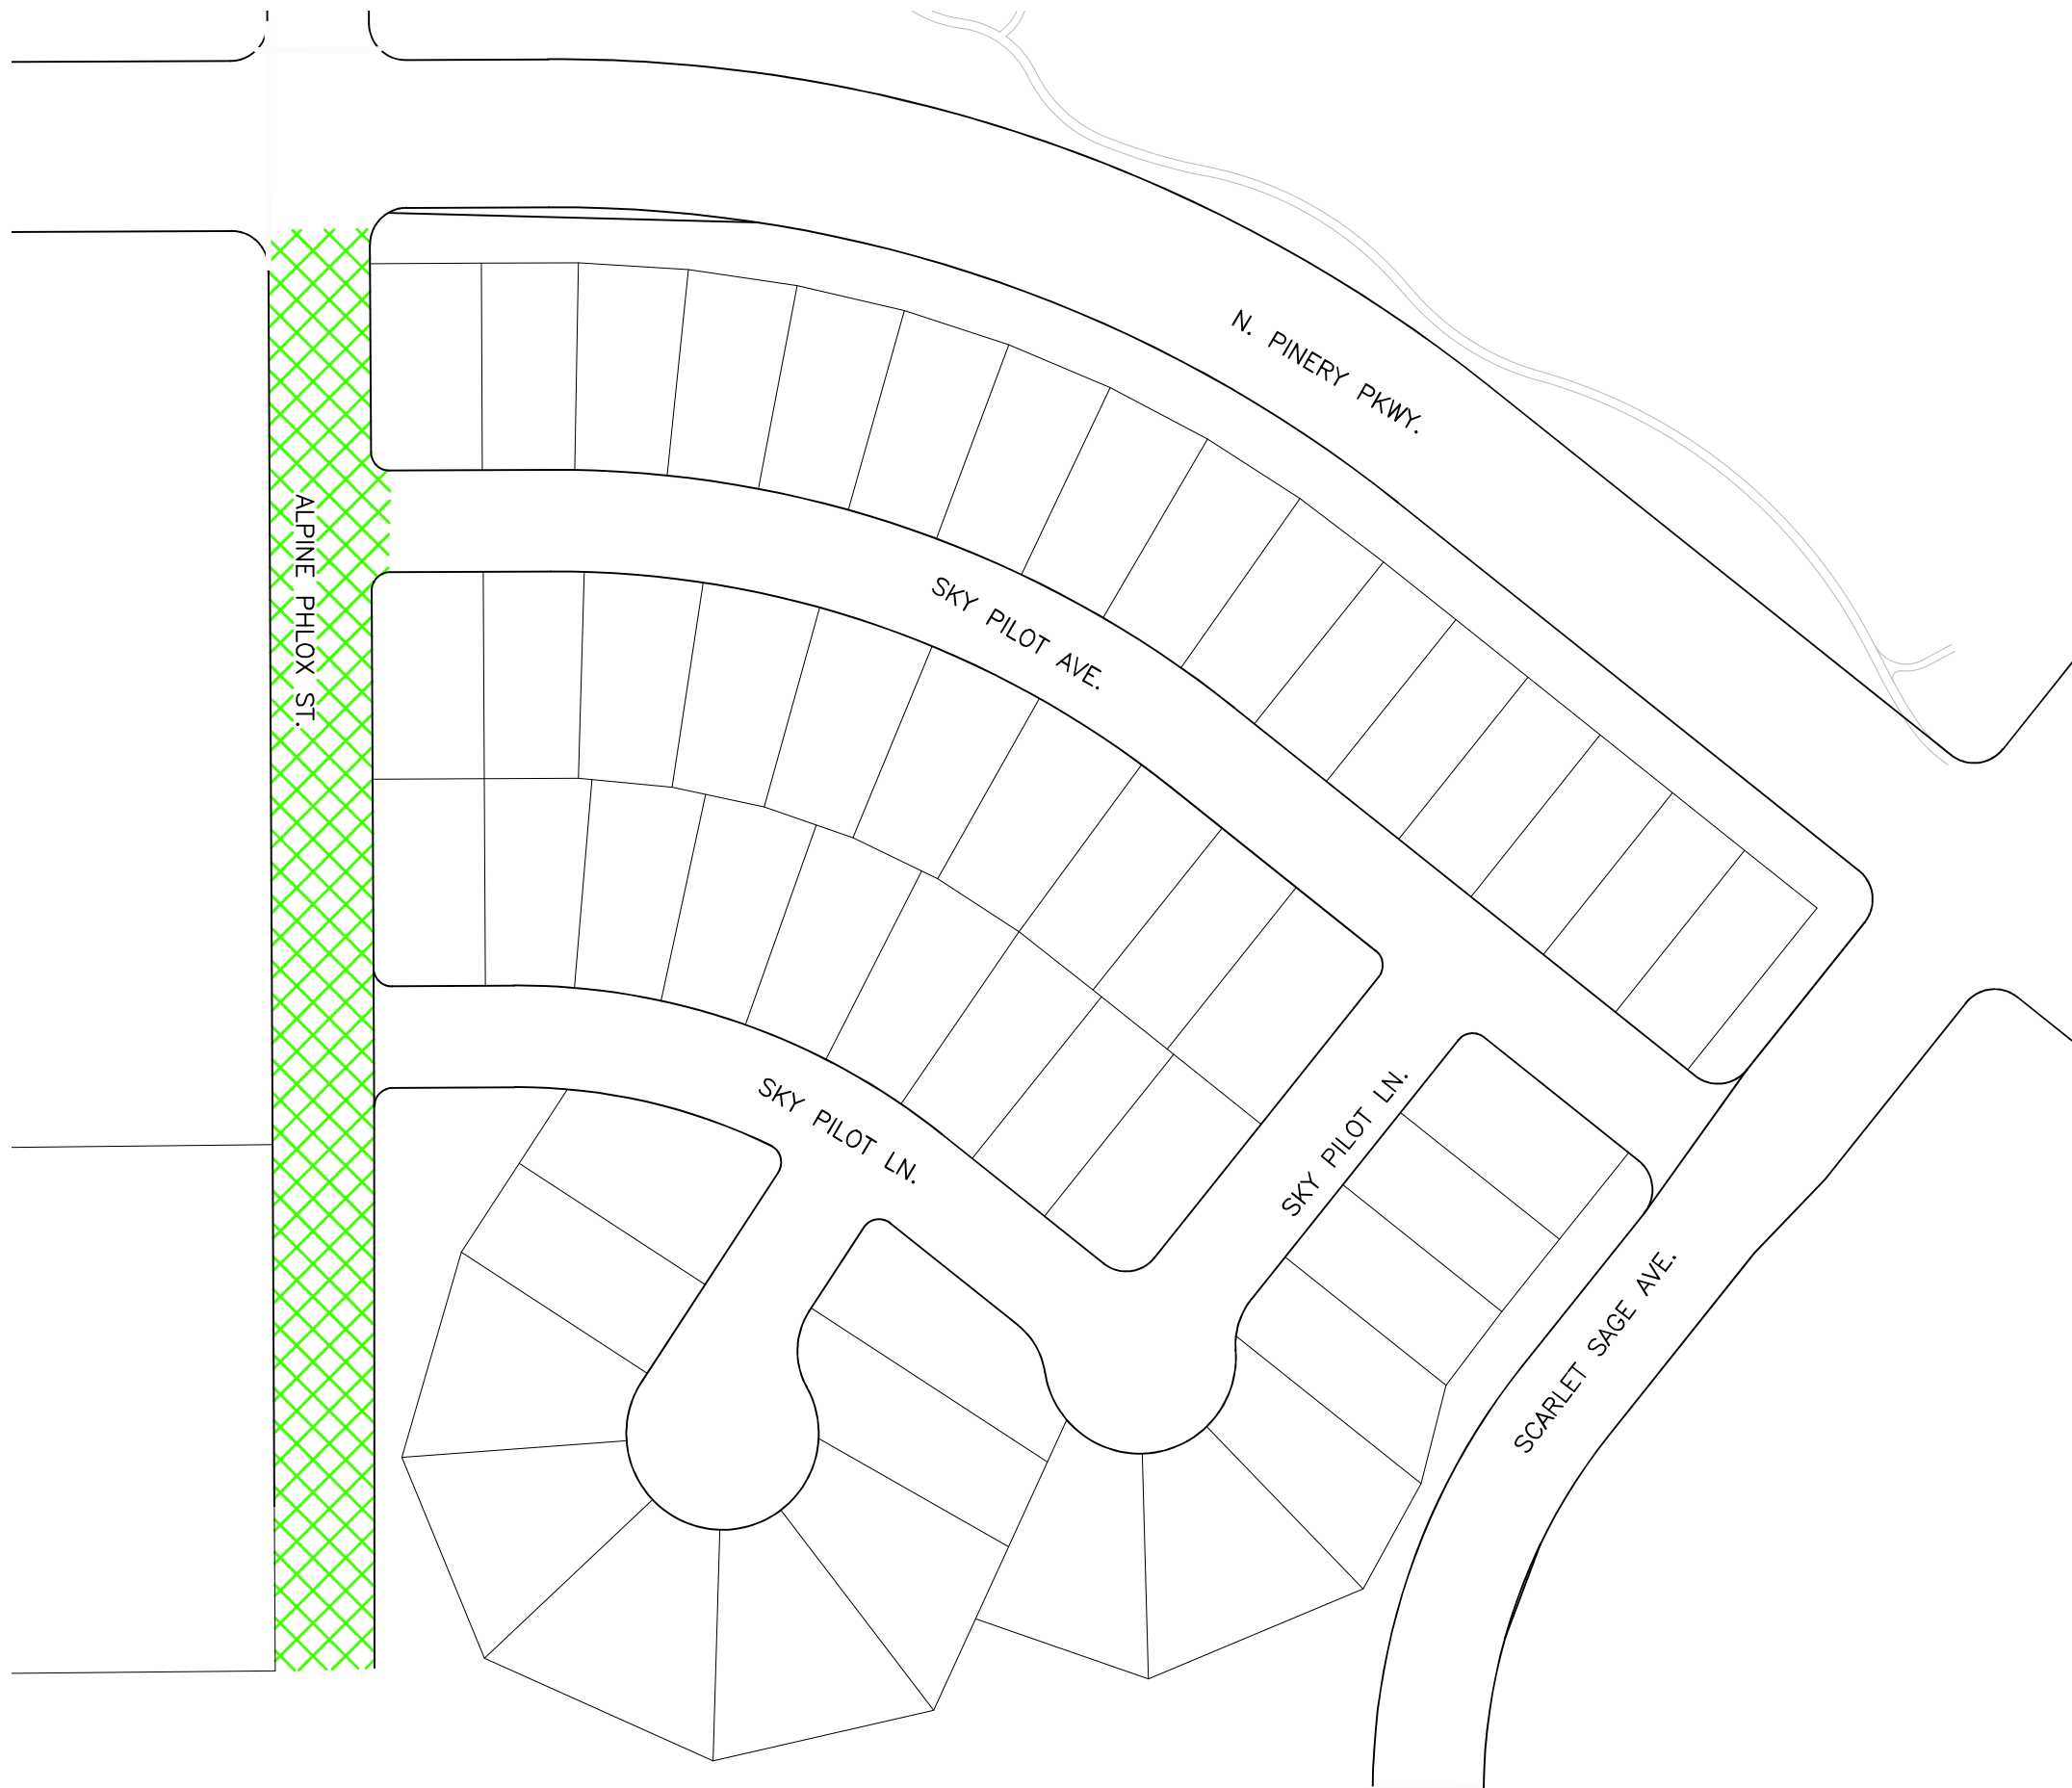 N. PINERY PKWY.
ALPINE PHLOX ST.
SKY PILOT AVE.
SKY PILOT LN.
SKY PILOT LN.
SCARLET SAGE AVE.